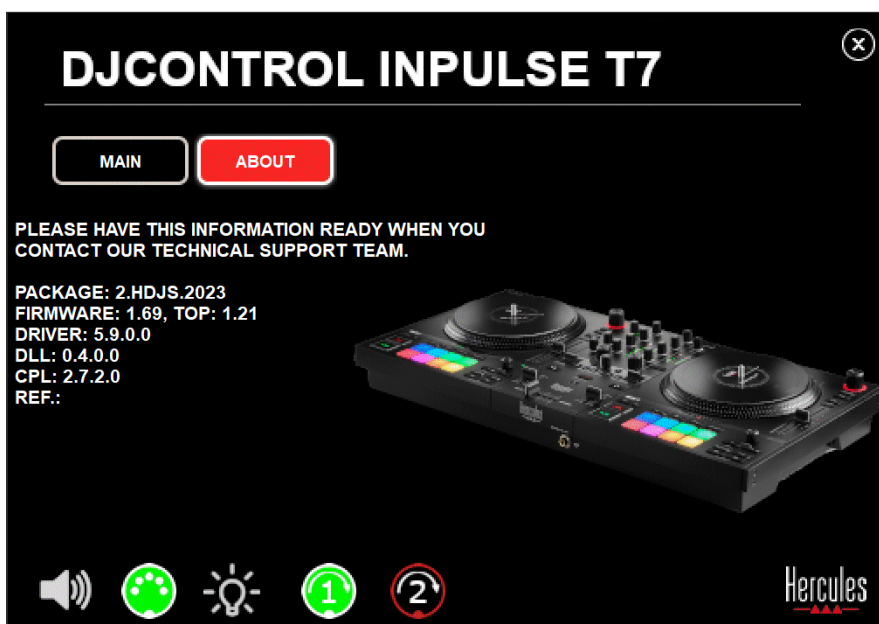 DJCONTROL INPULSE T7
X
MAIN
ABOUT
PLEASE HAVE THIS INFORMATION READY WHEN YOU
CONTACT OUR TECHNICAL SUPPORT TEAM.
PACKAGE: 2.HDJS.2023
FIRMWARE: 1.69, TOP: 1.21
DRIVER: 5.9.0.0
DLL: 0.4.0.0
CPL: 2.7.2.0
REF.:
1
2
Hercules